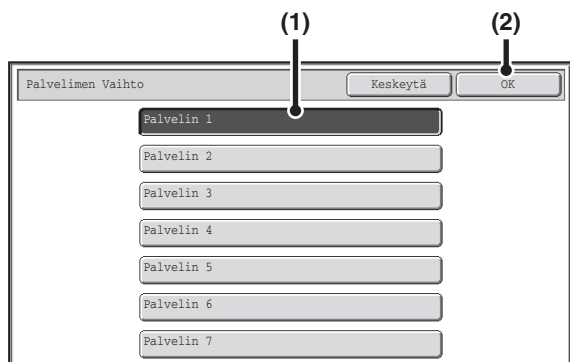 (1) (2)
Palvelimen Vaihto Keskeytä OK
Palvelin 1
Palvelin 2
Palvelin 3
Palvelin 4
Palvelin 5
Palvelin 6
Palvelin 7